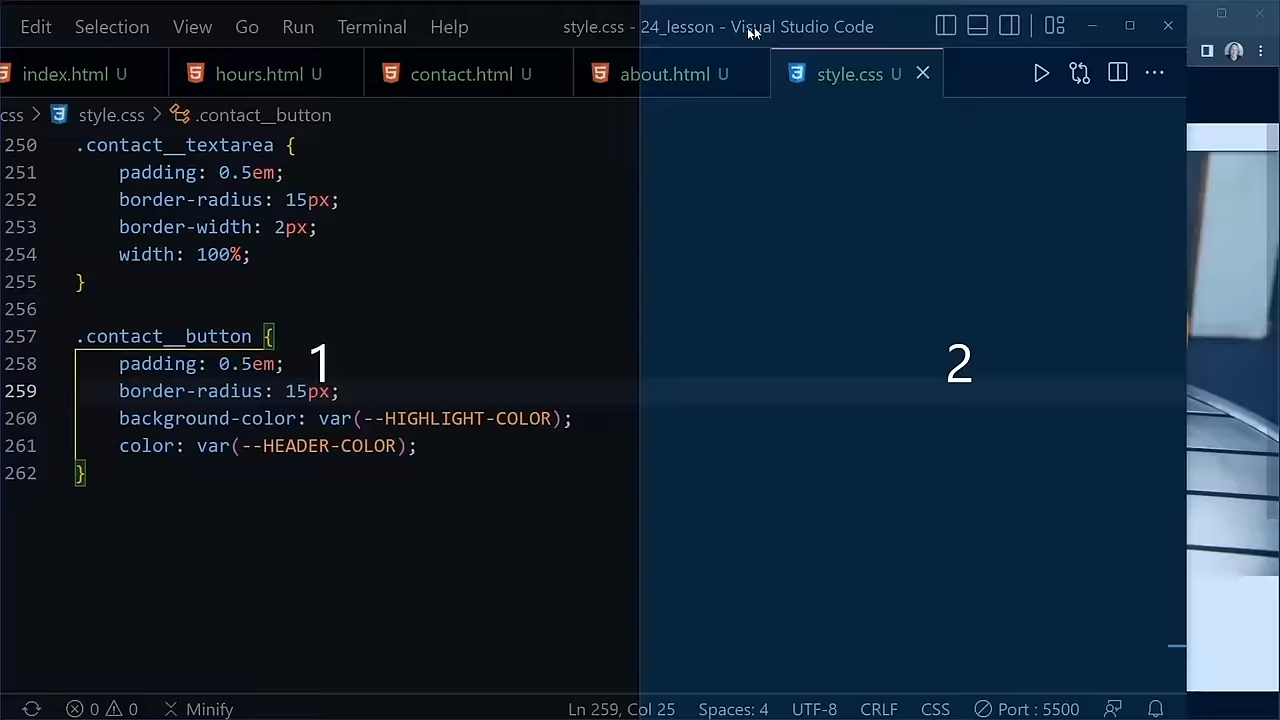 Edit Selection View Go Run Terminal Help style.css - 24_lesson - Visual Studio Code
index.html U hours.html U contact.html U about.html U style.css U
css > style.css > .contact__button
250 .contact__textarea {
251 padding: 0.5em;
252 border-radius: 15px;
253 border-width: 2px;
254 width: 100%;
255 }
256
257 .contact__button {
258 padding: 0.5em;
259 border-radius: 15px;
260 background-color: var(--HIGHLIGHT-COLOR);
261 color: var(--HEADER-COLOR);
262 }
1
2
0 0 Minify Ln 259, Col 25 Spaces: 4 UTF-8 CRLF CSS Port : 5500